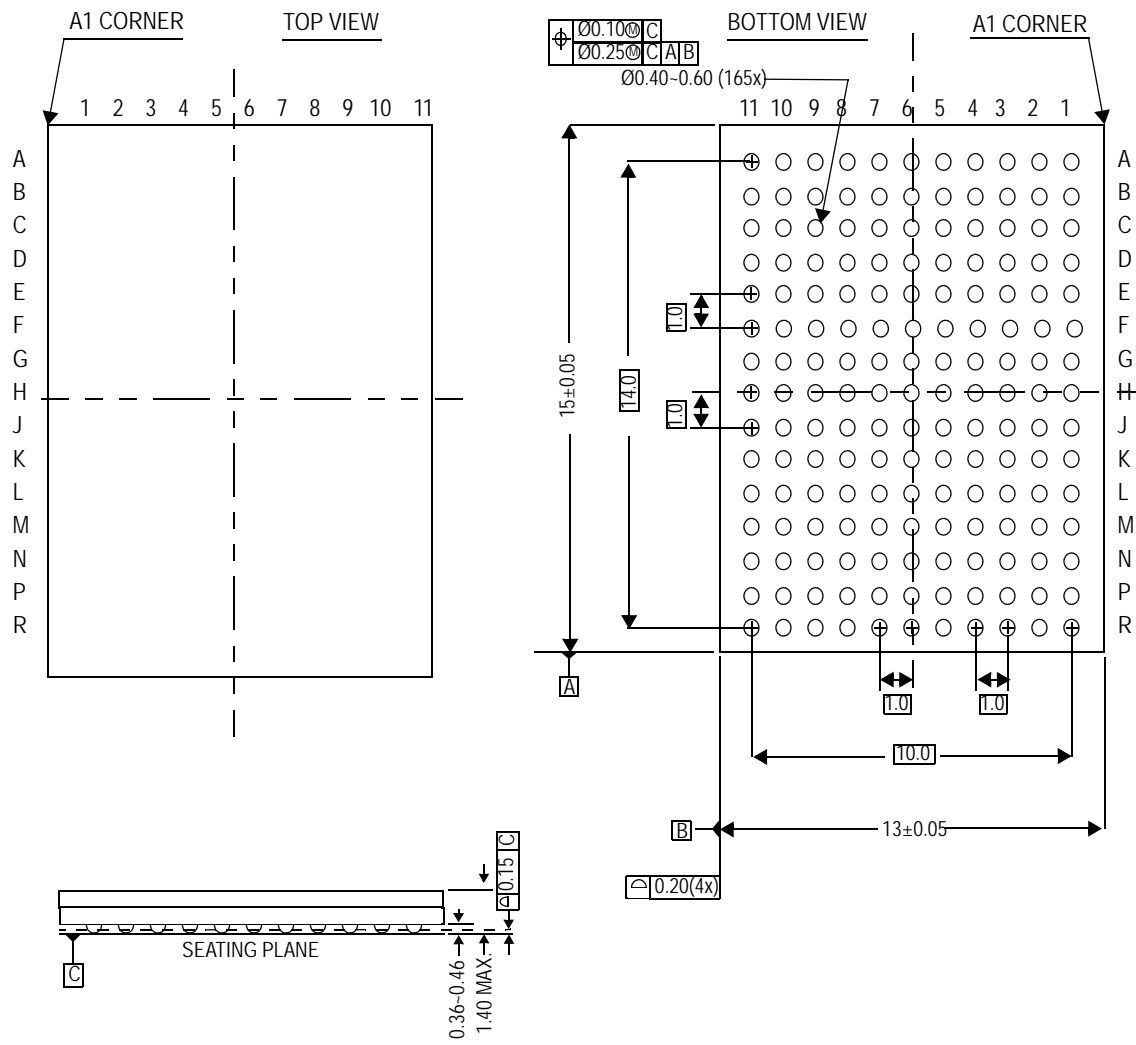 A1 CORNER
TOP VIEW
1 2 3 4 5 6 7 8 9 10 11
A
B
C
D
E
F
G
H
J
K
L
M
N
P
R
Ø0.10Ⓜ C
Ø0.25Ⓜ C A B
Ø0.40~0.60 (165x)
BOTTOM VIEW
A1 CORNER
11 10 9 8 7 6 5 4 3 2 1
A
B
C
D
E
F
G
H
J
K
L
M
N
P
R
1.0
1.0
14.0
15±0.05
A
1.0
1.0
10.0
B
13±0.05
0.20(4x)
0.15 C
SEATING PLANE
C
0.36~0.46
1.40 MAX.